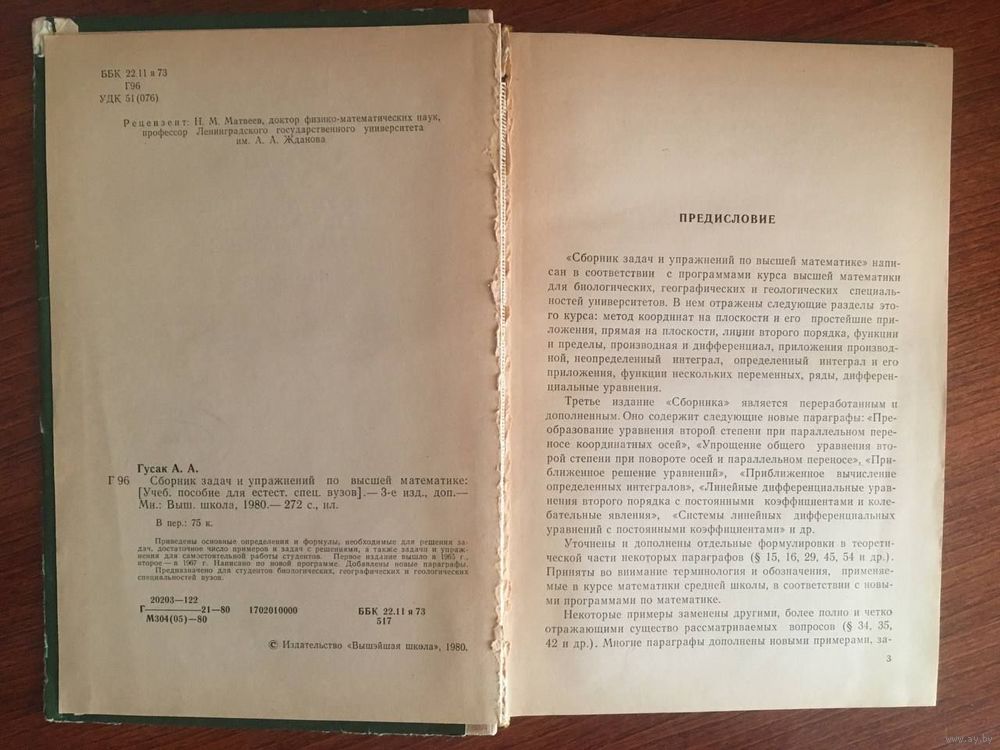 ББК 22.11 я 73
Г96
УДК 51 (076)
Рецензент: Н. М. Матвеев, доктор физико-математических наук,
профессор Ленинградского государственного университета
им. А. А. Жданова
Гусак А. А.
Г 96 Сборник задач и упражнений по высшей математике:
[Учеб. пособие для естест. спец. вузов].— 3-е изд., доп.—
Мн.: Выш. школа, 1980.— 272 с., ил.
В пер.: 75 к.
Приведены основные определения и формулы, необходимые для решения за-
дач, достаточное число примеров и задач с решениями, а также задачи и упраж-
нения для самостоятельной работы студентов. Первое издание вышло в 1965 г.,
второе — в 1967 г. Написано по новой программе. Добавлены новые параграфы.
Предназначено для студентов биологических, географических и геологических
специальностей вузов.
20203—122
Г————21—80 1702010000
М304(05)—80
ББК 22.11 я 73
517
© Издательство «Вышэйшая школа», 1980.
ПРЕДИСЛОВИЕ
«Сборник задач и упражнений по высшей математике» напи-
сан в соответствии с программами курса высшей математики
для биологических, географических и геологических специаль-
ностей университетов. В нем отражены следующие разделы это-
го курса: метод координат на плоскости и его простейшие при-
ложения, прямая на плоскости, линии второго порядка, функции
и пределы, производная и дифференциал, приложения производ-
ной, неопределенный интеграл, определенный интеграл и его
приложения, функции нескольких переменных, ряды, дифферен-
циальные уравнения.
Третье издание «Сборника» является переработанным и
дополненным. Оно содержит следующие новые параграфы: «Пре-
образование уравнения второй степени при параллельном пере-
носе координатных осей», «Упрощение общего уравнения вто-
рой степени при повороте осей и параллельном переносе», «При-
ближенное решение уравнений», «Приближенное вычисление
определенных интегралов», «Линейные дифференциальные урав-
нения второго порядка с постоянными коэффициентами и колеба-
тельные явления», «Системы линейных дифференциальных
уравнений с постоянными коэффициентами» и др.
Уточнены и дополнены отдельные формулировки в теорети-
ческой части некоторых параграфов (§ 15, 16, 29, 45, 54 и др.).
Приняты во внимание терминология и обозначения, применяе-
мые в курсе математики средней школы, в соответствии с новы-
ми программами по математике.
Некоторые примеры заменены другими, более полно и четко
отражающими существо рассматриваемых вопросов (§ 34, 35,
42 и др.). Многие параграфы дополнены новыми примерами, за-
3
www.ay.by